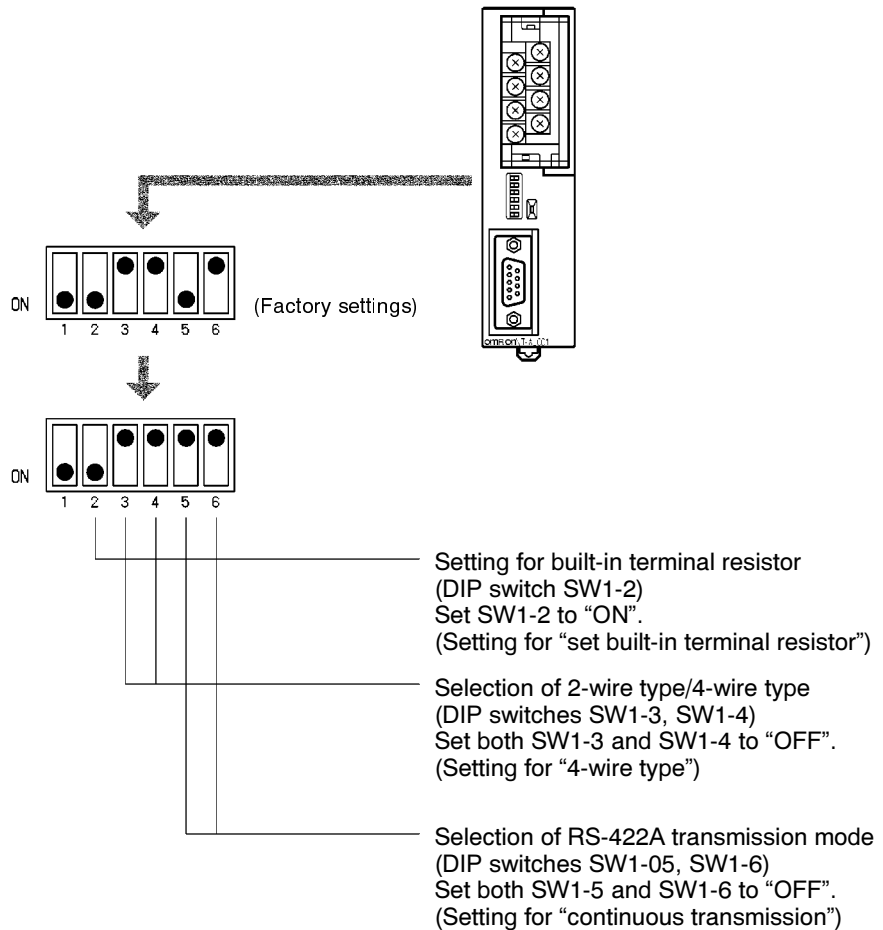 OMRON
ON
(Factory settings)
1 2 3 4 5 6
ON
1 2 3 4 5 6
Setting for built-in terminal resistor
(DIP switch SW1-2)
Set SW1-2 to “ON”.
(Setting for “set built-in terminal resistor”)
Selection of 2-wire type/4-wire type
(DIP switches SW1-3, SW1-4)
Set both SW1-3 and SW1-4 to “OFF”.
(Setting for “4-wire type”)
Selection of RS-422A transmission mode
(DIP switches SW1-05, SW1-6)
Set both SW1-5 and SW1-6 to “OFF”.
(Setting for “continuous transmission”)